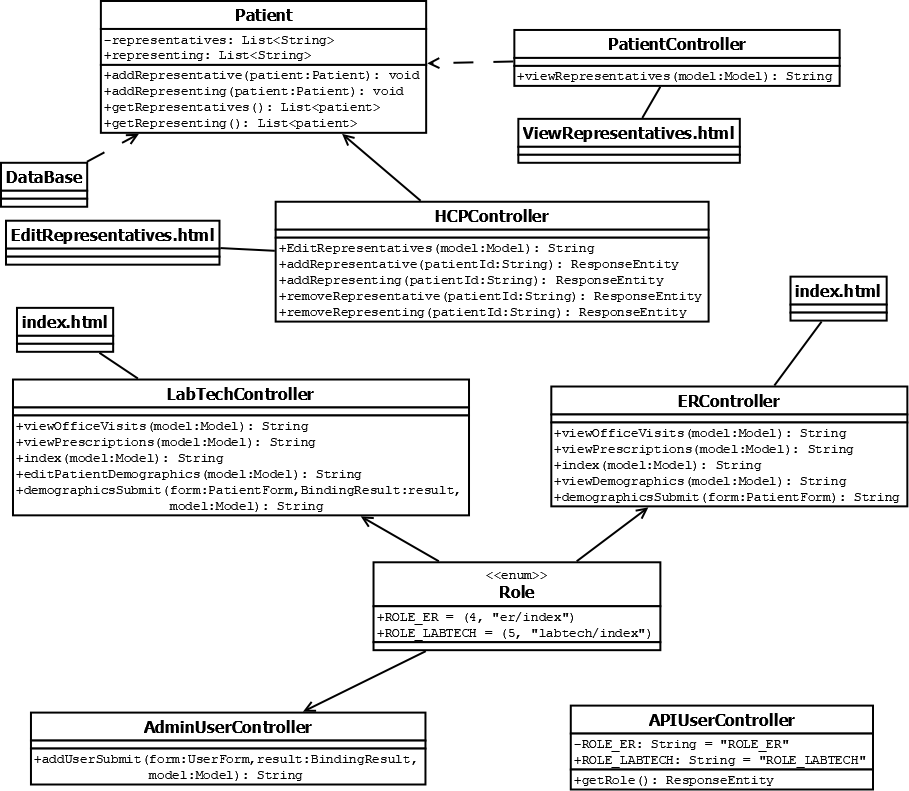 Patient
-representatives: List<String>
+representing: List<String>
+addRepresentative(patient:Patient): void
+addRepresenting(patient:Patient): void
+getRepresentatives(): List<patient>
+getRepresenting(): List<patient>
PatientController
+viewRepresentatives(model:Model): String
ViewRepresentatives.html
DataBase
EditRepresentatives.html
HCPController
+EditRepresentatives(model:Model): String
+addRepresentative(patientId:String): ResponseEntity
+addRepresenting(patientId:String): ResponseEntity
+removeRepresentative(patientId:String): ResponseEntity
+removeRepresenting(patientId:String): ResponseEntity
index.html
index.html
LabTechController
+viewOfficeVisits(model:Model): String
+viewPrescriptions(model:Model): String
+index(model:Model): String
+editPatientDemographics(model:Model): String
+demographicsSubmit(form:PatientForm,BindingResult:result,
model:Model): String
ERController
+viewOfficeVisits(model:Model): String
+viewPrescriptions(model:Model): String
+index(model:Model): String
+viewDemographics(model:Model): String
+demographicsSubmit(form:PatientForm): String
<<enum>>
Role
+ROLE_ER = (4, "er/index")
+ROLE_LABTECH = (5, "labtech/index")
AdminUserController
+addUserSubmit(form:UserForm,result:BindingResult,
model:Model): String
APIUserController
-ROLE_ER: String = "ROLE_ER"
+ROLE_LABTECH: String = "ROLE_LABTECH"
+getRole(): ResponseEntity